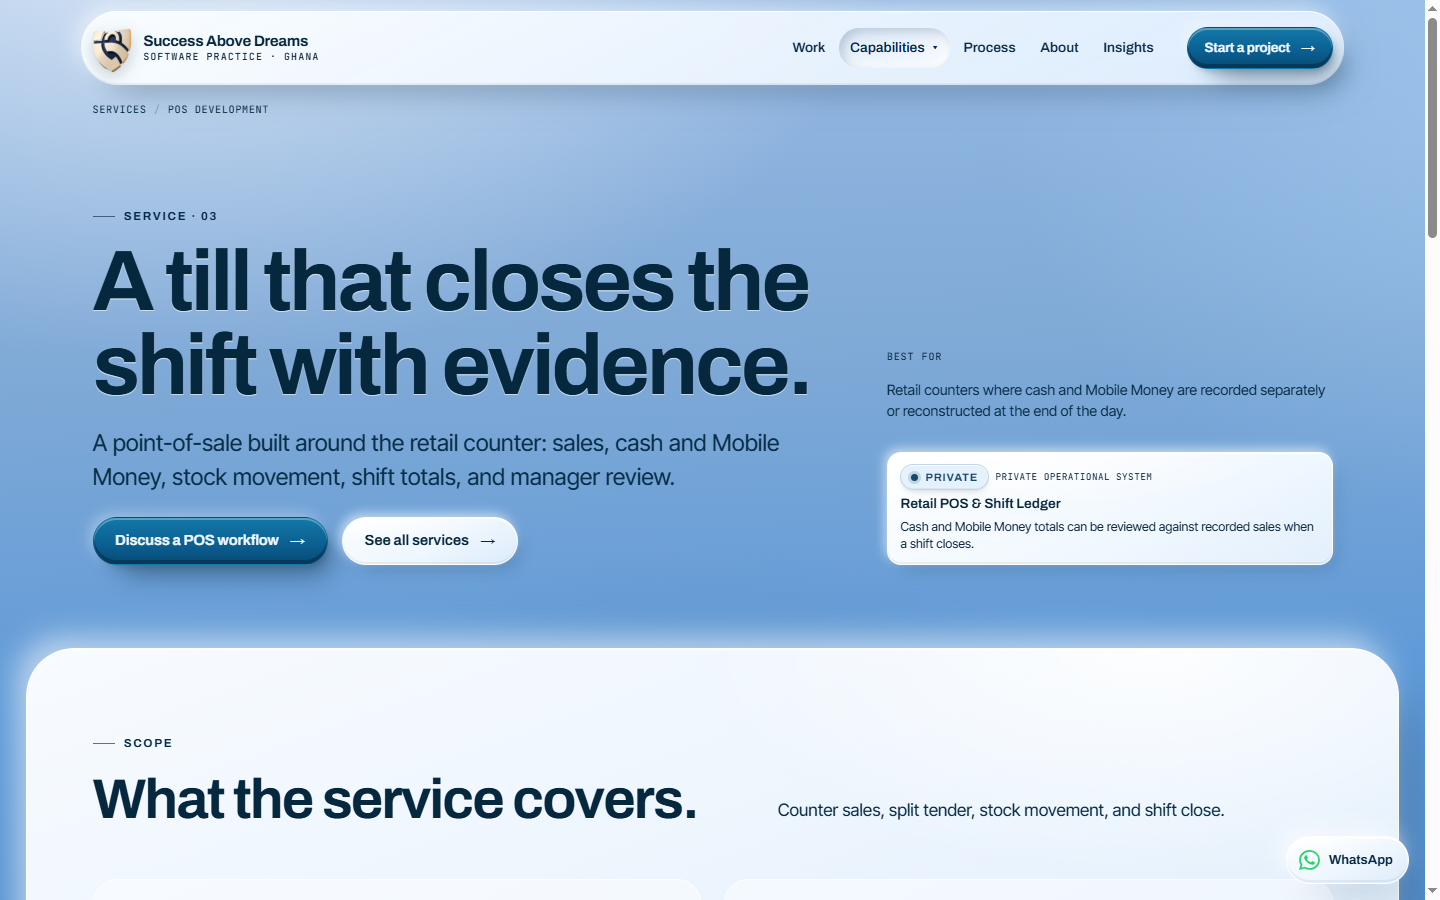 Success Above Dreams
SOFTWARE PRACTICE · GHANA
Work
Capabilities
Process
About
Insights
Start a project →
SERVICES / POS DEVELOPMENT
SERVICE · 03
A till that closes the
shift with evidence.
A point-of-sale built around the retail counter: sales, cash and Mobile
Money, stock movement, shift totals, and manager review.
Discuss a POS workflow →
See all services →
BEST FOR
Retail counters where cash and Mobile Money are recorded separately
or reconstructed at the end of the day.
PRIVATE PRIVATE OPERATIONAL SYSTEM
Retail POS & Shift Ledger
Cash and Mobile Money totals can be reviewed against recorded sales when
a shift closes.
SCOPE
What the service covers.
Counter sales, split tender, stock movement, and shift close.
WhatsApp